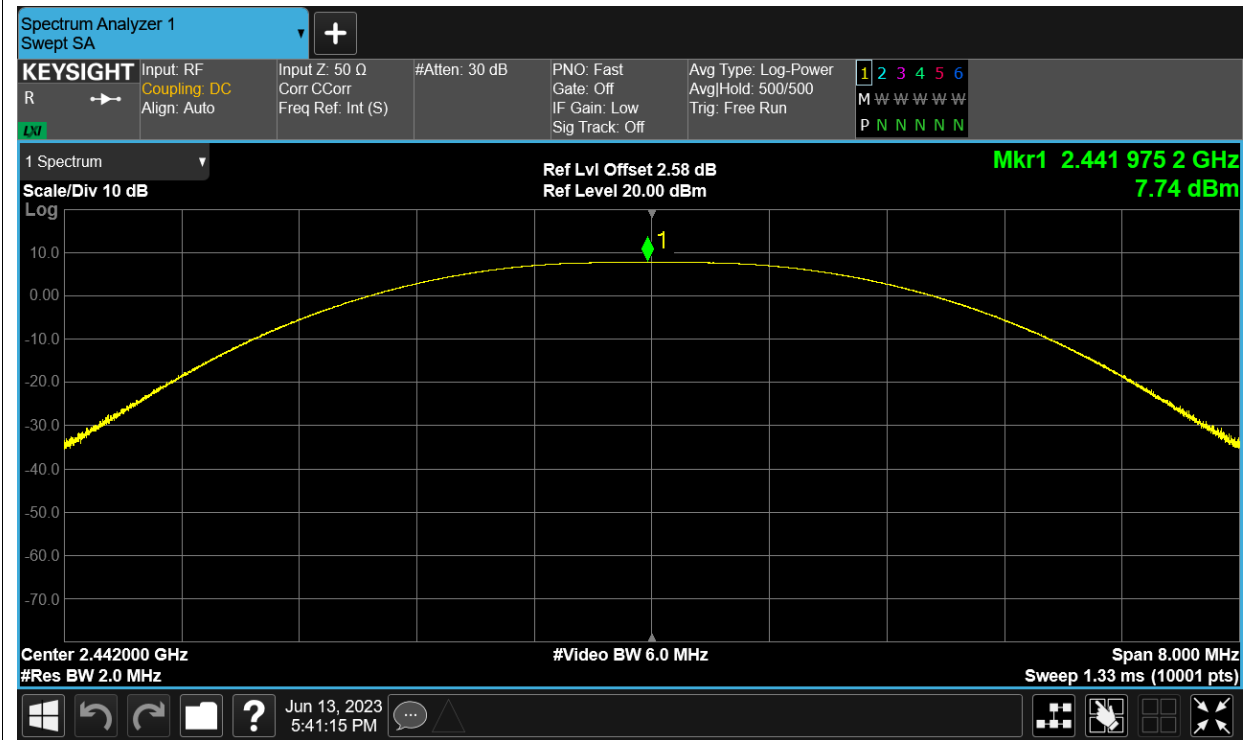 Spectrum Analyzer 1
Swept SA
+
KEYSIGHT
R
LXI
Input: RF
Coupling: DC
Align: Auto
Input Z: 50 Ω
Corr CCorr
Freq Ref: Int (S)
#Atten: 30 dB
PNO: Fast
Gate: Off
IF Gain: Low
Sig Track: Off
Avg Type: Log-Power
Avg|Hold: 500/500
Trig: Free Run
1 2 3 4 5 6
M W W W W W
P N N N N N
1 Spectrum
Scale/Div 10 dB
Log
Ref Lvl Offset 2.58 dB
Ref Level 20.00 dBm
Mkr1 2.441 975 2 GHz
7.74 dBm
1
10.0
0.00
-10.0
-20.0
-30.0
-40.0
-50.0
-60.0
-70.0
Center 2.442000 GHz
#Res BW 2.0 MHz
#Video BW 6.0 MHz
Span 8.000 MHz
Sweep 1.33 ms (10001 pts)
?
Jun 13, 2023
5:41:15 PM